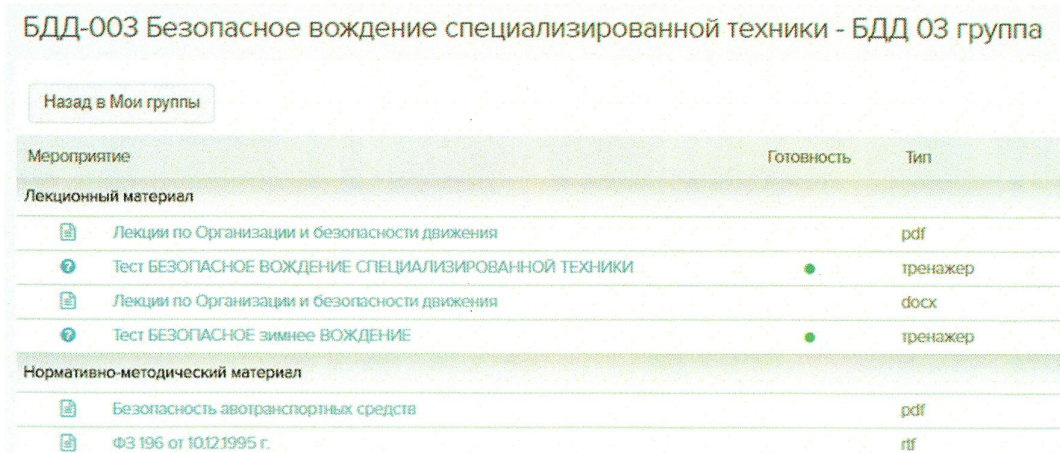 БДД-003 Безопасное вождение специализированной техники - БДД 03 группа
Назад в Мои группы
Мероприятие Готовность Тип
Лекционный материал
Лекции по Организации и безопасности движения pdf
Тест БЕЗОПАСНОЕ ВОЖДЕНИЕ СПЕЦИАЛИЗИРОВАННОЙ ТЕХНИКИ тренажер
Лекции по Организации и безопасности движения docx
Тест БЕЗОПАСНОЕ зимнее ВОЖДЕНИЕ тренажер
Нормативно-методический материал
Безопасность авотранспортных средств pdf
ФЗ 196 от 10.12.1995 г. rtf